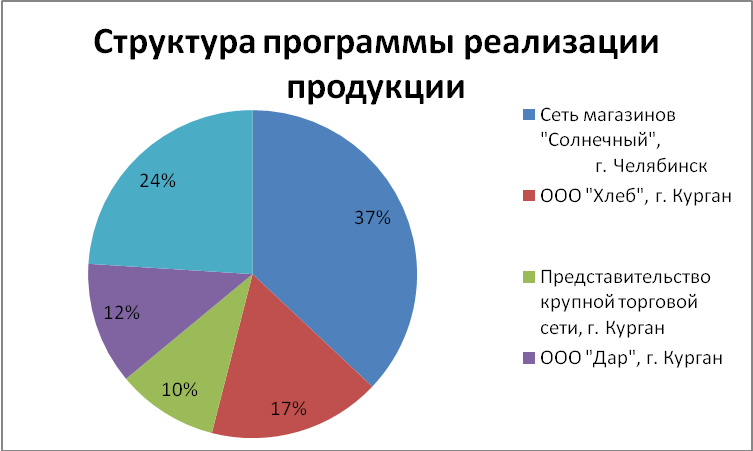 Структура программы реализации
продукции
Сеть магазинов
"Солнечный",
г. Челябинск
ООО "Хлеб", г. Курган
Представительство
крупной торговой
сети, г. Курган
ООО "Дар", г. Курган
24%
37%
12%
10%
17%